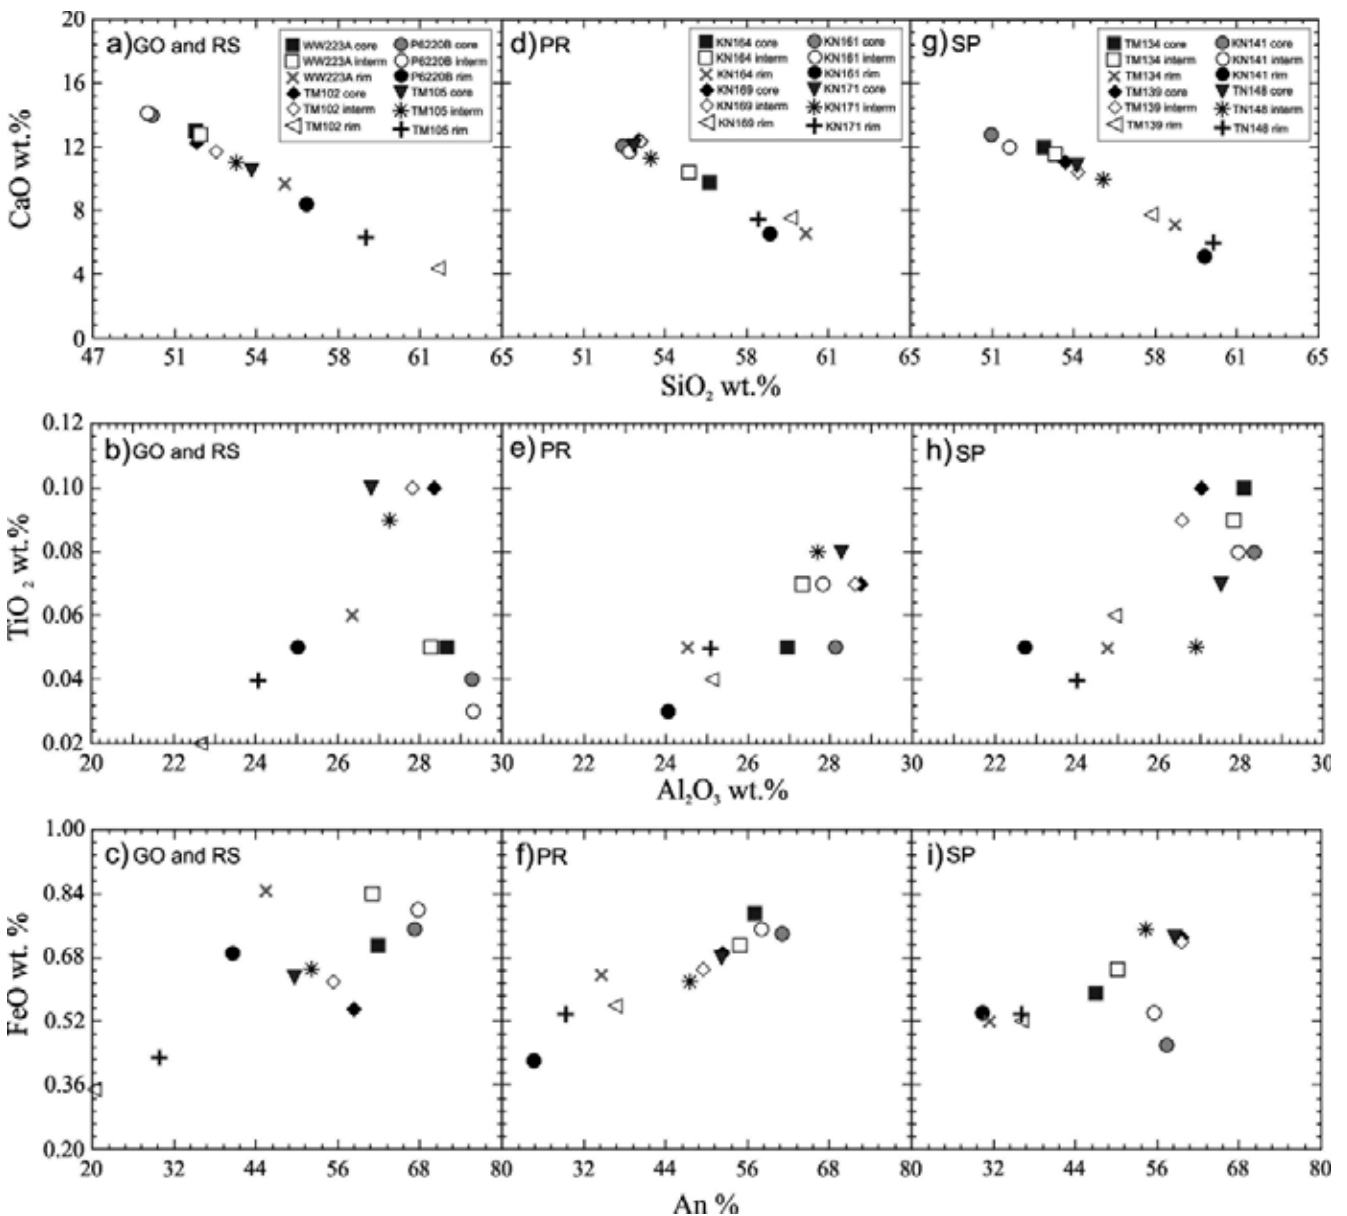 a) GO and RS
WW223A core
P6220B core
WW223A interm
P6220B interm
WW223A rim
P6220B rim
TM102 core
TM105 core
TM102 interm
TM105 interm
TM102 rim
TM105 rim
d) PR
KN164 core
KN161 core
KN164 interm
KN161 interm
KN164 rim
KN161 rim
KN169 core
KN171 core
KN169 interm
KN171 interm
KN169 rim
KN171 rim
g) SP
TM134 core
KN141 core
TM134 interm
KN141 interm
TM134 rim
KN141 rim
TM139 core
TN148 core
TM139 interm
TN148 interm
TM139 rim
TN148 rim
20
16
12
8
4
0
CaO wt.%
47 51 54 58 61 65 51 54 58 61 65 51 54 58 61 65
SiO₂ wt.%
b) GO and RS
e) PR
h) SP
0.12
0.10
0.08
0.06
0.04
0.02
TiO₂ wt.%
20 22 24 26 28 30 22 24 26 28 30 22 24 26 28 30
Al₂O₃ wt.%
c) GO and RS
f) PR
i) SP
1.00
0.84
0.68
0.52
0.36
0.20
FeO wt. %
20 32 44 56 68 80 32 44 56 68 80 32 44 56 68 80
An %